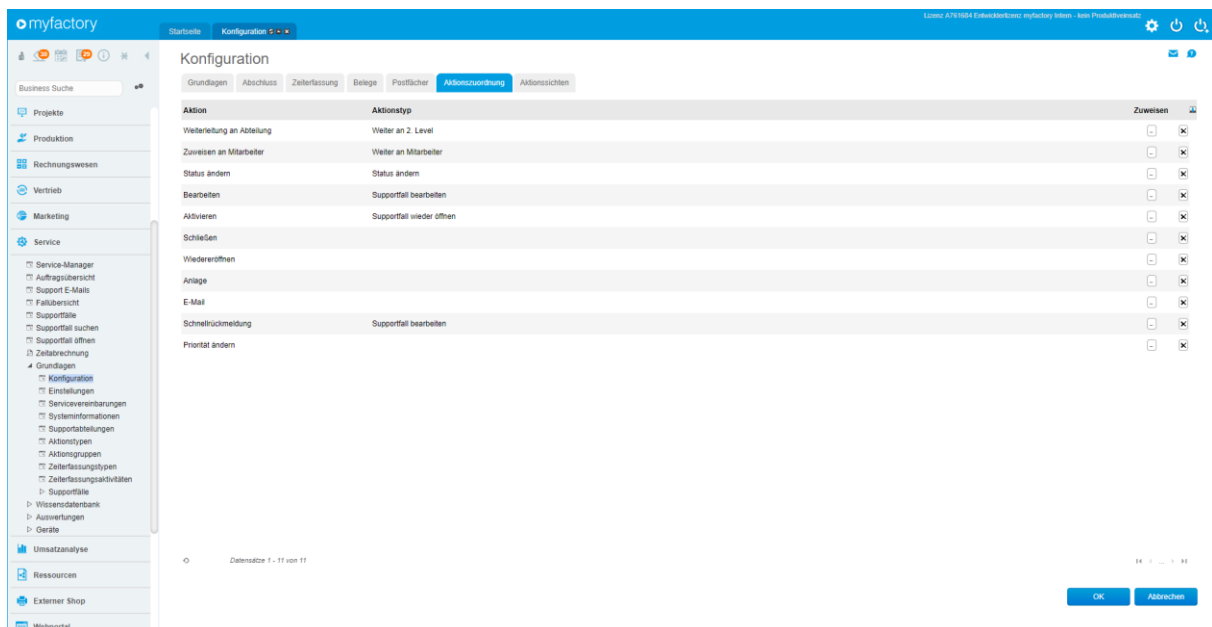 myfactory
Startseite
Konfiguration
Lizenz A761684 Entwicklerlizenz myfactory Intern - kein Produktiveinsatz
Business Suche
Projekte
Produktion
Rechnungswesen
Vertrieb
Marketing
Service
Service-Manager
Auftragsübersicht
Support E-Mails
Fallübersicht
Supportfälle
Supportfall suchen
Supportfall öffnen
Zeitabrechnung
Grundlagen
Konfiguration
Einstellungen
Servicevereinbarungen
Systeminformationen
Supportabteilungen
Aktionstypen
Aktionsgruppen
Zeiterfassungstypen
Zeiterfassungsaktivitäten
Supportfälle
Wissensdatenbank
Auswertungen
Geräte
Umsatzanalyse
Ressourcen
Externer Shop
Webportal
Konfiguration
Grundlagen Abschluss Zeiterfassung Belege Postfächer Aktionszuordnung Aktionssichten
Aktion Aktionstyp Zuweisen
Weiterleitung an Abteilung Weiter an 2. Level
Zuweisen an Mitarbeiter Weiter an Mitarbeiter
Status ändern Status ändern
Bearbeiten Supportfall bearbeiten
Aktivieren Supportfall wieder öffnen
Schließen
Wiedereröffnen
Anlage
E-Mail
Schnellrückmeldung Supportfall bearbeiten
Priorität ändern
Datensätze 1 - 11 von 11
OK Abbrechen